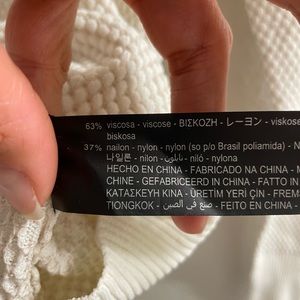 63% viscosa - viscose - ΒΙΣΚΟΖΗ - レーヨン - viskose
biskosa
37% nailon - nylon - nylon (so p/o Brasil poliamida) - N
나일론 - nilon - نايلون - niló - nylona
HECHO EN CHINA - FABRICADO NA CHINA - M
CHINE - GEFABRICEERD IN CHINA - FATTO IN
ΚΑΤΑΣΚΕΥΗ ΚΙΝΑ - ÜRETİM YERİ ÇİN - FREM
TIONGKOK - صنع في الصين - FEITO EN CHINA -